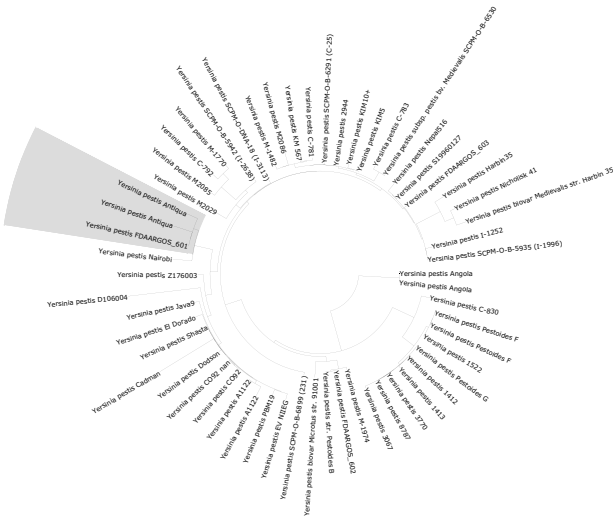 Yersinia pestis SCPM-O-B-6291 (C-25)
Yersinia pestis 2944
Yersinia pestis KIM10+
Yersinia pestis KIM5
Yersinia pestis C-783
Yersinia pestis subsp. pestis bv. Medievalis SCPM-O-B-6530
Yersinia pestis Nepal516
Yersinia pestis S19960127
Yersinia pestis FDAARGOS_603
Yersinia pestis Harbin 35
Yersinia pestis Nicholisk 41
Yersinia pestis biovar Medievalis str. Harbin 35
Yersinia pestis I-1252
Yersinia pestis SCPM-O-B-5935 (I-1996)
Yersinia pestis Angola
Yersinia pestis Angola
Yersinia pestis C-830
Yersinia pestis Pestoides F
Yersinia pestis Pestoides F
Yersinia pestis 1522
Yersinia pestis Pestoides G
Yersinia pestis 1412
Yersinia pestis 1413
Yersinia pestis 3770
Yersinia pestis 8787
Yersinia pestis 3067
Yersinia pestis M-1974
Yersinia pestis FDAARGOS_602
Yersinia pestis str. Pestoides B
Yersinia pestis biovar Microtus str. 91001
Yersinia pestis SCPM-O-B-6899 (231)
Yersinia pestis EV NIIEG
Yersinia pestis PBM19
Yersinia pestis A1122
Yersinia pestis A1122
Yersinia pestis CO92
Yersinia pestis CO92 nan
Yersinia pestis Dodson
Yersinia pestis Cadman
Yersinia pestis Shasta
Yersinia pestis El Dorado
Yersinia pestis Java9
Yersinia pestis D106004
Yersinia pestis Z176003
Yersinia pestis Nairobi
Yersinia pestis FDAARGOS_601
Yersinia pestis Antiqua
Yersinia pestis Antiqua
Yersinia pestis M2029
Yersinia pestis M2085
Yersinia pestis C-792
Yersinia pestis M-1770
Yersinia pestis SCPM-O-B-5942 (I-2638)
Yersinia pestis SCPM-O-DNA-18 (I-3113)
Yersinia pestis M-1482
Yersinia pestis M2086
Yersinia pestis KM 567
Yersinia pestis C-781